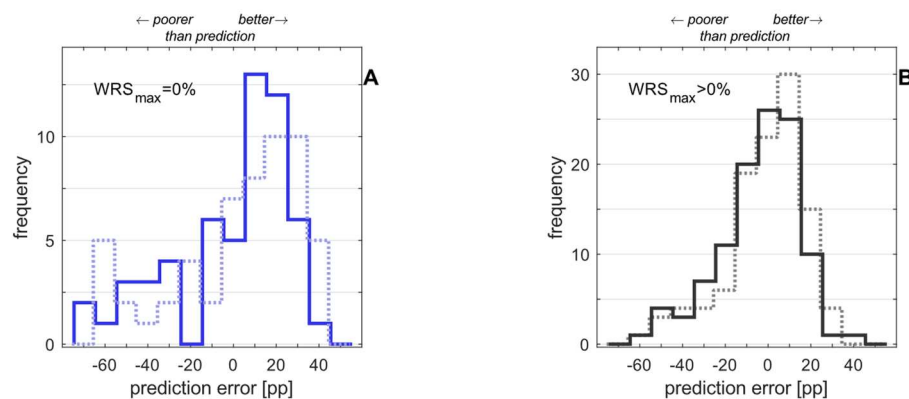 ← poorer better→
than prediction
A
WRSmax=0%
10
5
0
frequency
-60 -40 -20 0 20 40
prediction error [pp]
← poorer better→
than prediction
B
WRSmax>0%
30
20
10
0
frequency
-60 -40 -20 0 20 40
prediction error [pp]